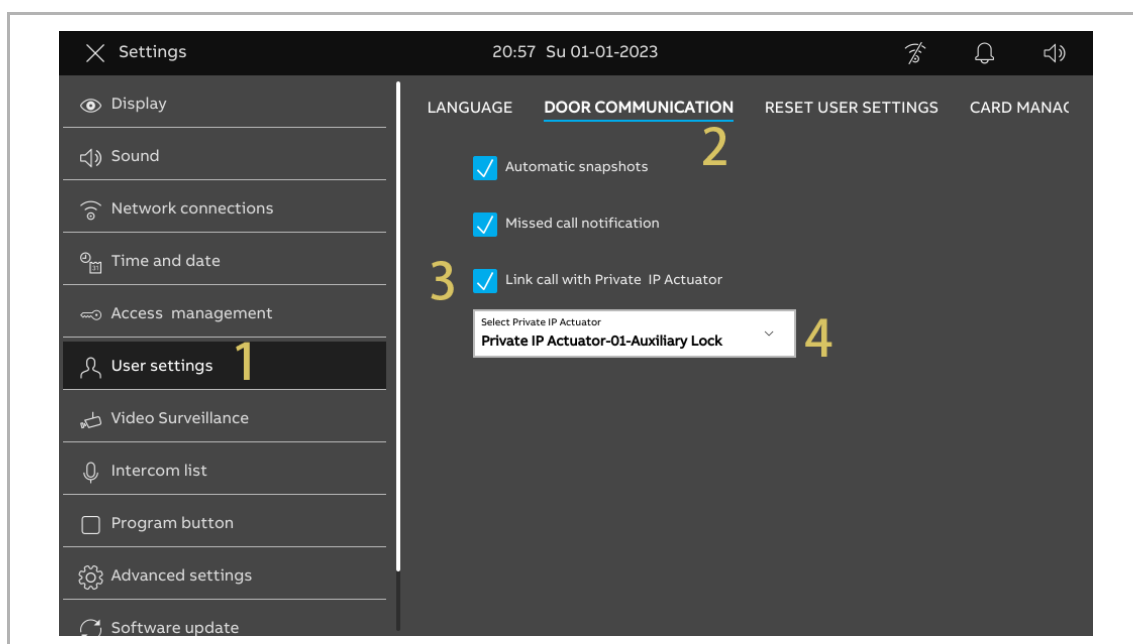 Settings
20:57 Su 01-01-2023
Display
Sound
Network connections
31
Time and date
Access management
User settings
1
Video Surveillance
Intercom list
Program button
Advanced settings
Software update
LANGUAGE DOOR COMMUNICATION RESET USER SETTINGS CARD MANAC
2
Automatic snapshots
Missed call notification
3
Link call with Private IP Actuator
Select Private IP Actuator
Private IP Actuator-01-Auxiliary Lock
4